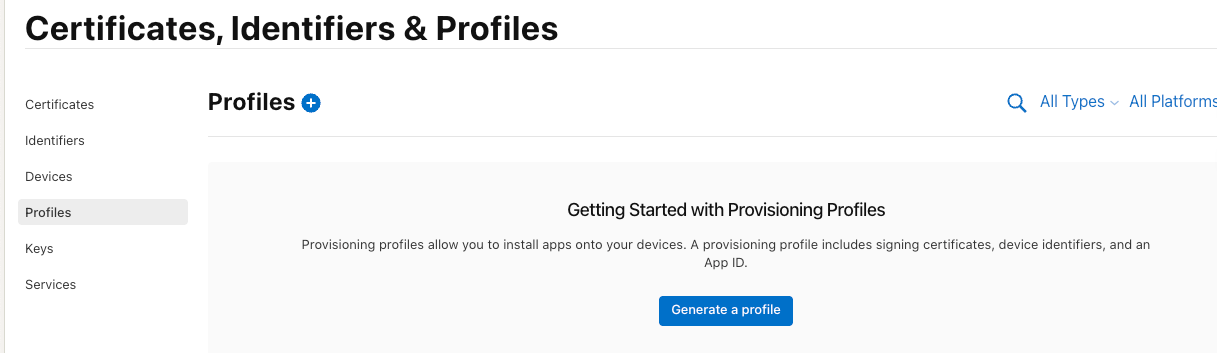 Certificates, Identifiers & Profiles
Certificates
Identifiers
Devices
Profiles
Keys
Services
Profiles
All Types
All Platforms
Getting Started with Provisioning Profiles
Provisioning profiles allow you to install apps onto your devices. A provisioning profile includes signing certificates, device identifiers, and an
App ID.
Generate a profile